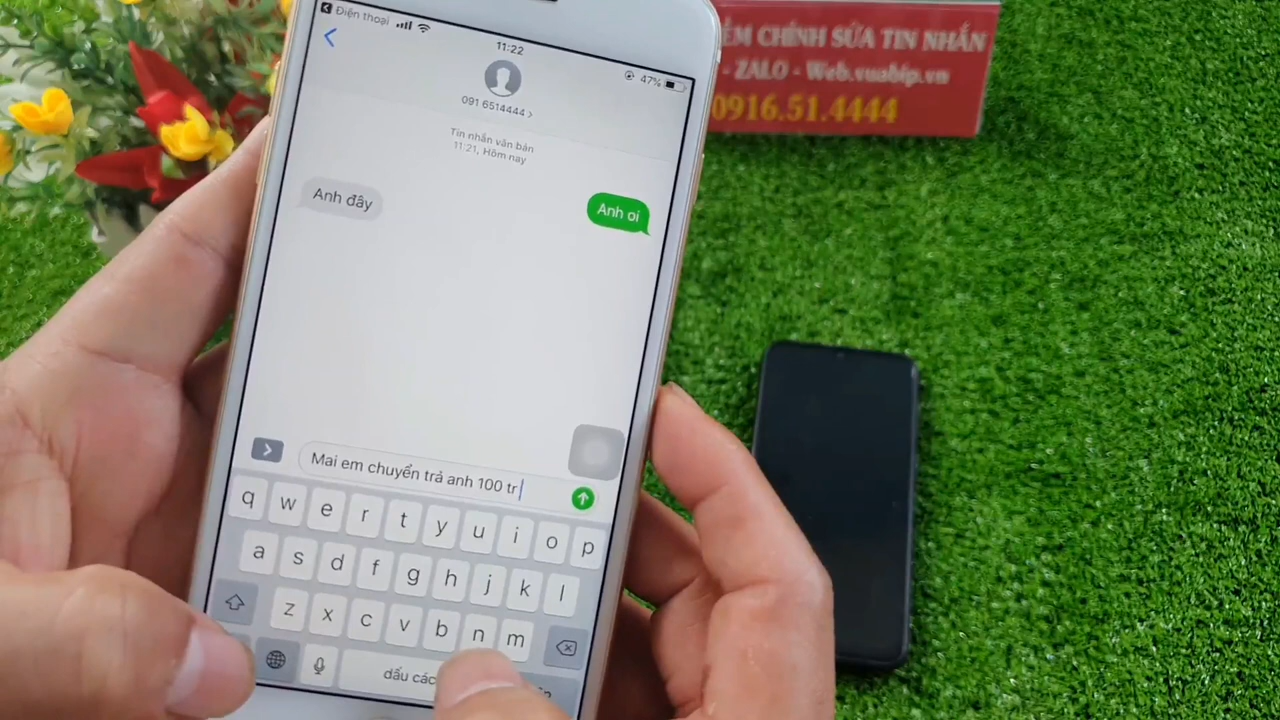 Điện thoại
11:22
47%
091 6514444 >
Tin nhắn văn bản
11:21, Hôm nay
Anh oi
Anh đây
Mai em chuyển trả anh 100 tr
q w e r t y u i o p
a s d f g h j k l
z x c v b n m
dấu các
ỀM CHỈNH SỬA TIN NHẮN
- ZALO - Web.vuabip.vn
0916.51.4444